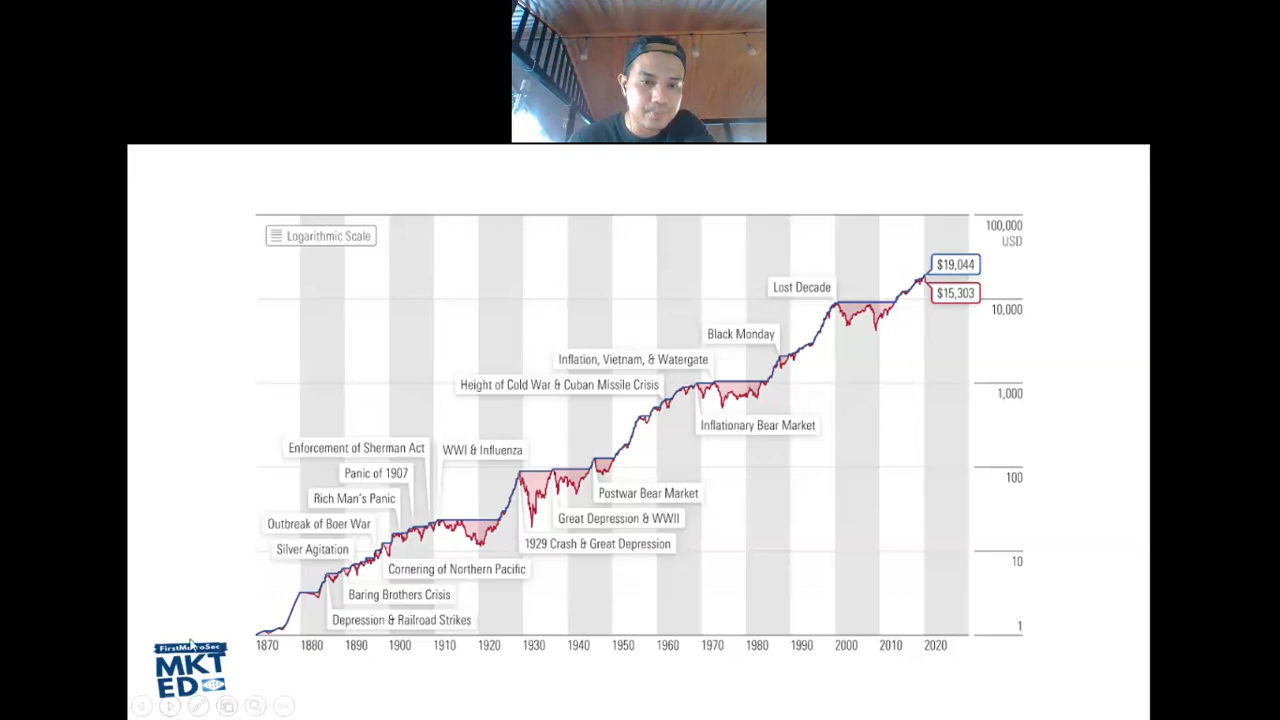 Logarithmic Scale
100,000
USD
$19,044
$15,303
10,000
Lost Decade
Black Monday
Inflation, Vietnam, & Watergate
Height of Cold War & Cuban Missile Crisis
1,000
Inflationary Bear Market
Enforcement of Sherman Act
WWI & Influenza
Panic of 1907
100
Rich Man's Panic
Postwar Bear Market
Outbreak of Boer War
Great Depression & WWII
Silver Agitation
1929 Crash & Great Depression
10
Cornering of Northern Pacific
Baring Brothers Crisis
Depression & Railroad Strikes
1
1870 1880 1890 1900 1910 1920 1930 1940 1950 1960 1970 1980 1990 2000 2010 2020
FirstMetroSec
MKT
ED